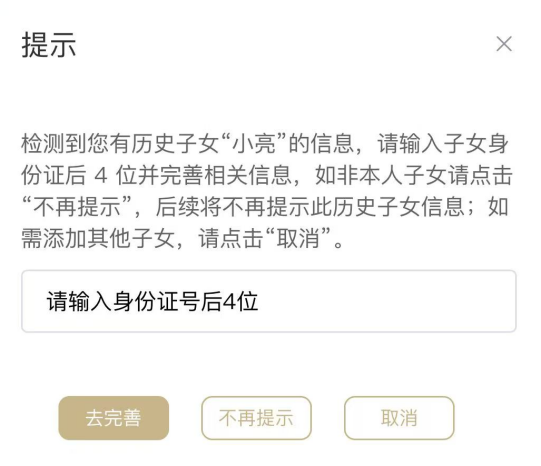 提示
检测到您有历史子女“小亮”的信息，请输入子女身
份证后 4 位并完善相关信息，如非本人子女请点击
“不再提示”，后续将不再提示此历史子女信息；如
需添加其他子女，请点击“取消”。
请输入身份证号后4位
去完善 不再提示 取消